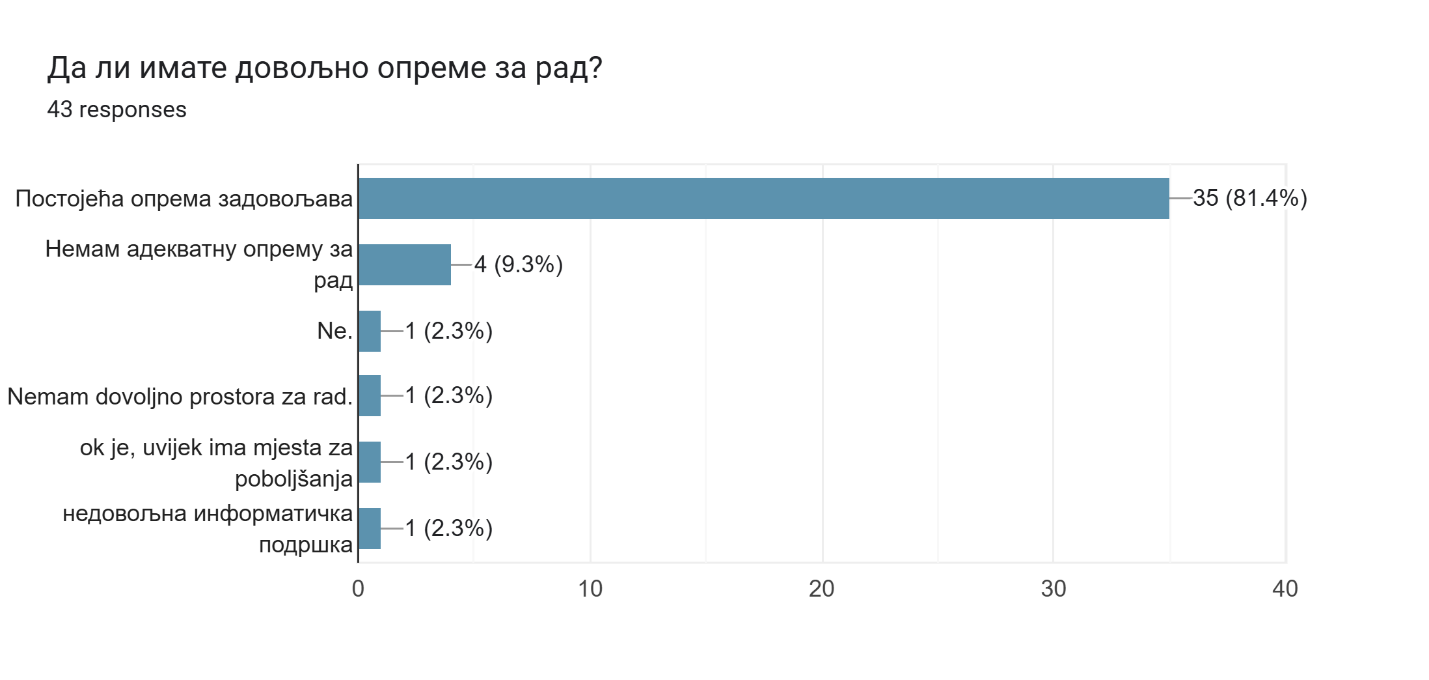 Да ли имате довољно опреме за рад?
43 responses
Постојећа опрема задовољава
35 (81.4%)
Немам адекватну опрему за
рад
4 (9.3%)
Ne.
1 (2.3%)
Nemam dovoljno prostora za rad.
1 (2.3%)
ok je, uvijek ima mjesta za
poboljšanja
1 (2.3%)
недовољна информатичка
подршка
1 (2.3%)
0 10 20 30 40